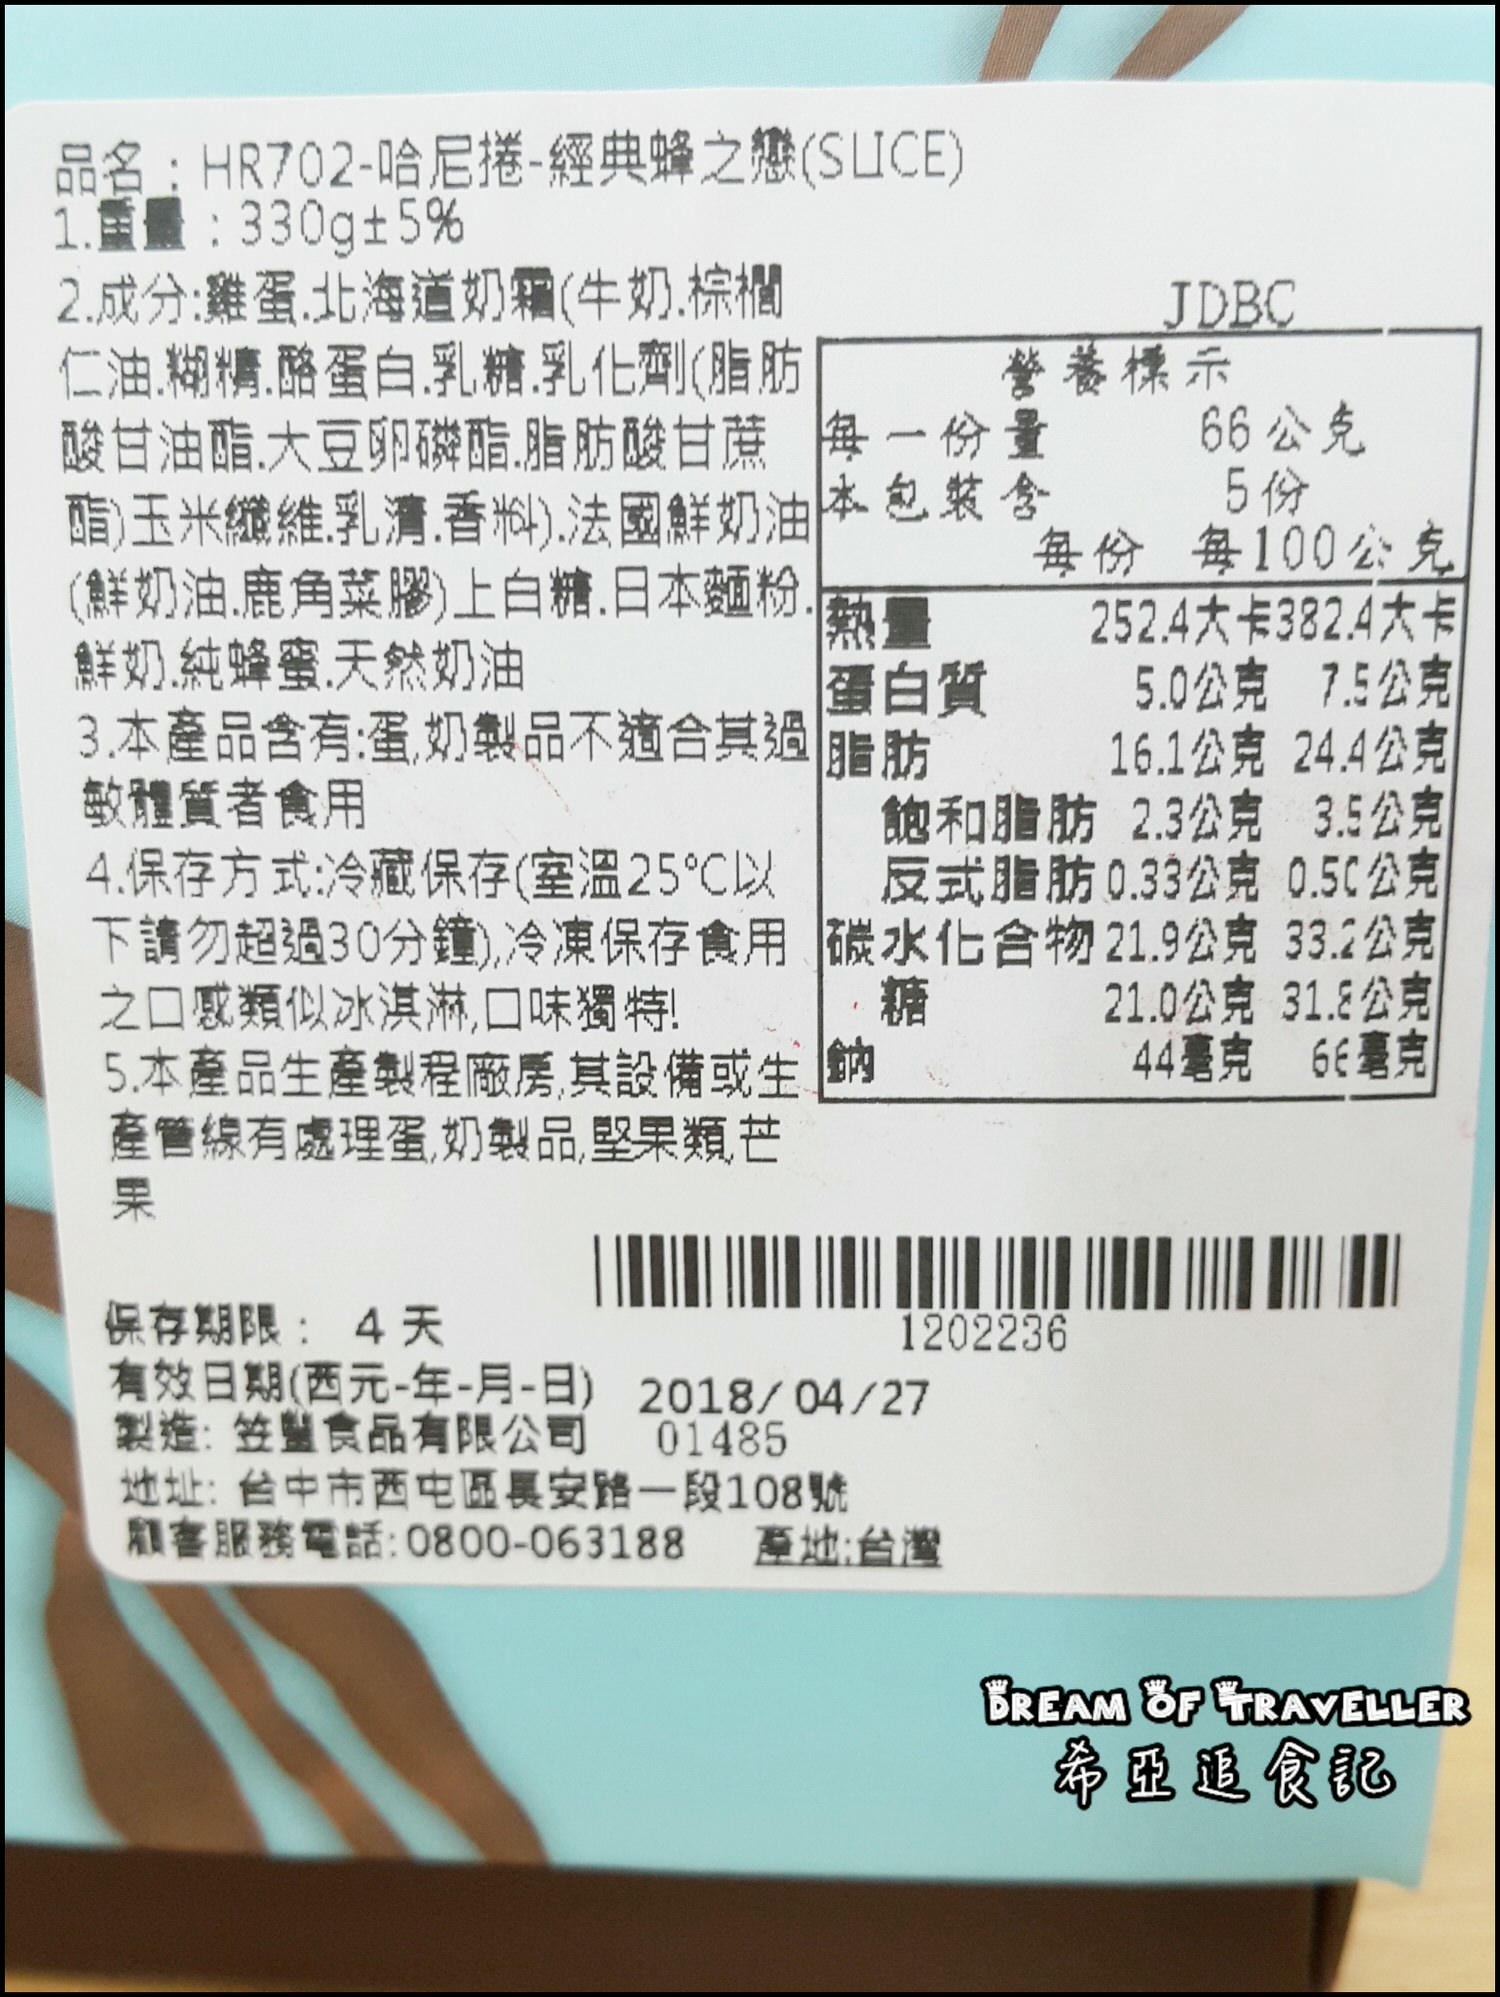 品名：HR702-哈尼捲-經典蜂之戀(SLICE)
1.重量：330g±5%
2.成分:雞蛋.北海道奶霜(牛奶.棕櫚
仁油.糊精.酪蛋白.乳糖.乳化劑(脂肪
酸甘油酯.大豆卵磷酯.脂肪酸甘蔗
酯)玉米纖維.乳清.香料).法國鮮奶油
(鮮奶油.鹿角菜膠)上白糖.日本麵粉.
鮮奶.純蜂蜜.天然奶油
3.本產品含有:蛋,奶製品不適合其過
敏體質者食用
4.保存方式:冷藏保存(室溫25°C以
下請勿超過30分鐘),冷凍保存食用
之口感類似冰淇淋,口味獨特!
5.本產品生產製程廠房,其設備或生
產管線有處理蛋,奶製品,堅果類,芒
果
JDBC
營養標示
每一份量 66公克
本包裝含 5份
每份 每100公克
熱量 252.4大卡 382.4大卡
蛋白質 5.0公克 7.5公克
脂肪 16.1公克 24.4公克
飽和脂肪 2.3公克 3.5公克
反式脂肪 0.33公克 0.50公克
碳水化合物 21.9公克 33.2公克
糖 21.0公克 31.8公克
鈉 44毫克 66毫克
1202236
保存期限： 4 天
有效日期(西元-年-月-日) 2018/04/27
製造: 笠豐食品有限公司 01485
地址: 台中市西屯區長安路一段108號
顧客服務電話:0800-063188 產地:台灣
DREAM OF TRAVELLER
希亞追食記